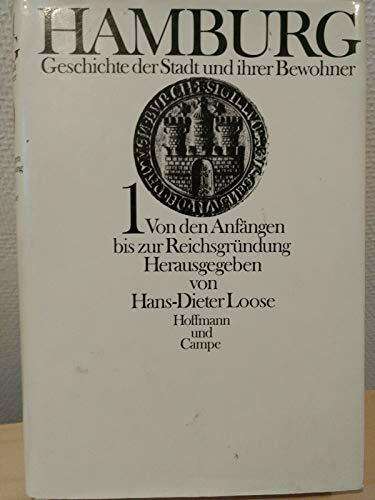 HAMBURG
Geschichte der Stadt und ihrer Bewohner
1 Von den Anfängen
bis zur Reichsgründung
Herausgegeben
von
Hans-Dieter Loose
Hoffmann
und
Campe